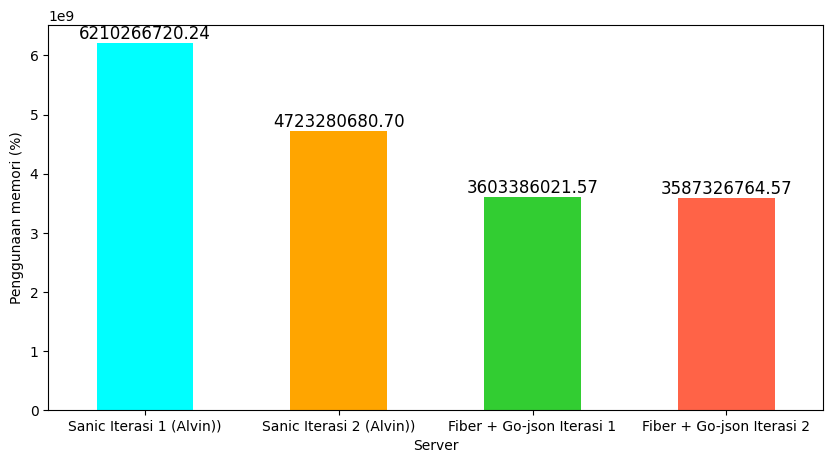 1e9
6210266720.24
4723280680.70
3603386021.57
3587326764.57
6
5
4
3
2
1
0
Penggunaan memori (%)
Sanic Iterasi 1 (Alvin))
Sanic Iterasi 2 (Alvin))
Fiber + Go-json Iterasi 1
Fiber + Go-json Iterasi 2
Server